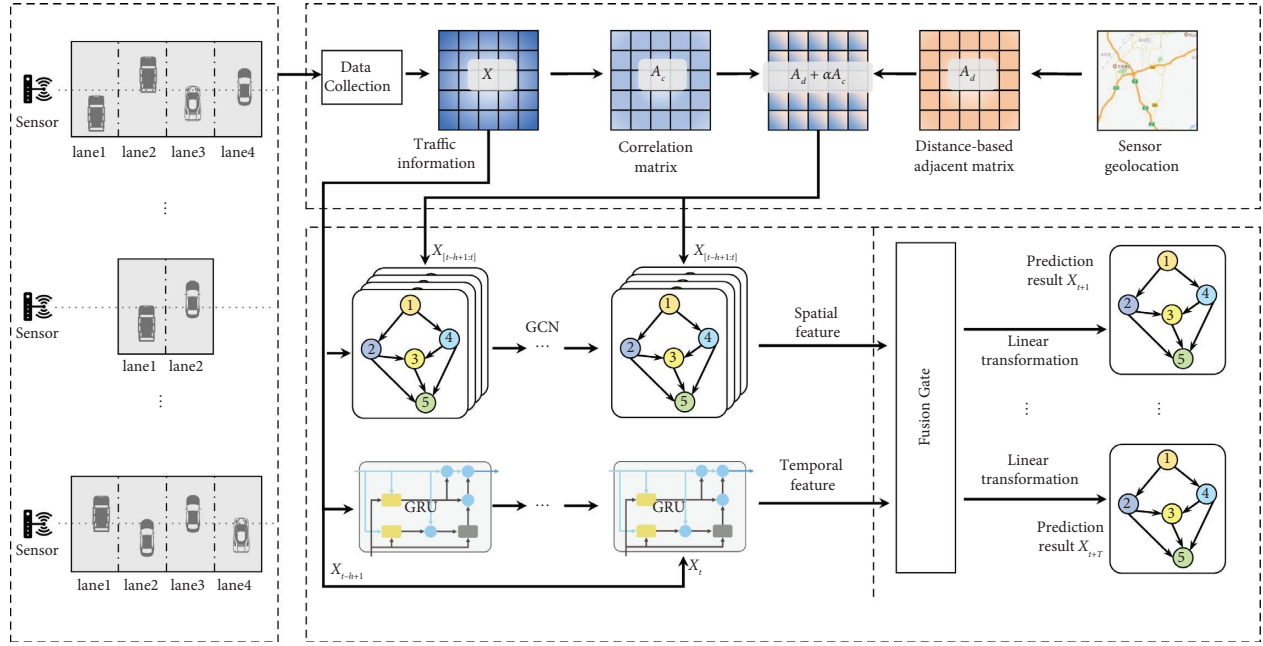 Sensor
lane1 lane2 lane3 lane4
...
Sensor
lane1 lane2
...
Sensor
lane1 lane2 lane3 lane4
Data
Collection
X
Traffic
information
A_c
Correlation
matrix
A_d + αA_c
A_d
Distance-based
adjacent matrix
Sensor
geolocation
X_[t–h+1:t]
X_[t–h+1:t]
1
2
3
4
5
GCN
...
1
2
3
4
5
Spatial
feature
GRU
...
GRU
Temporal
feature
X_t–h+1
X_t
Fusion Gate
Prediction
result X_t+1
Linear
transformation
1
2
3
4
5
...
...
Linear
transformation
Prediction
result X_t+T
1
2
3
4
5